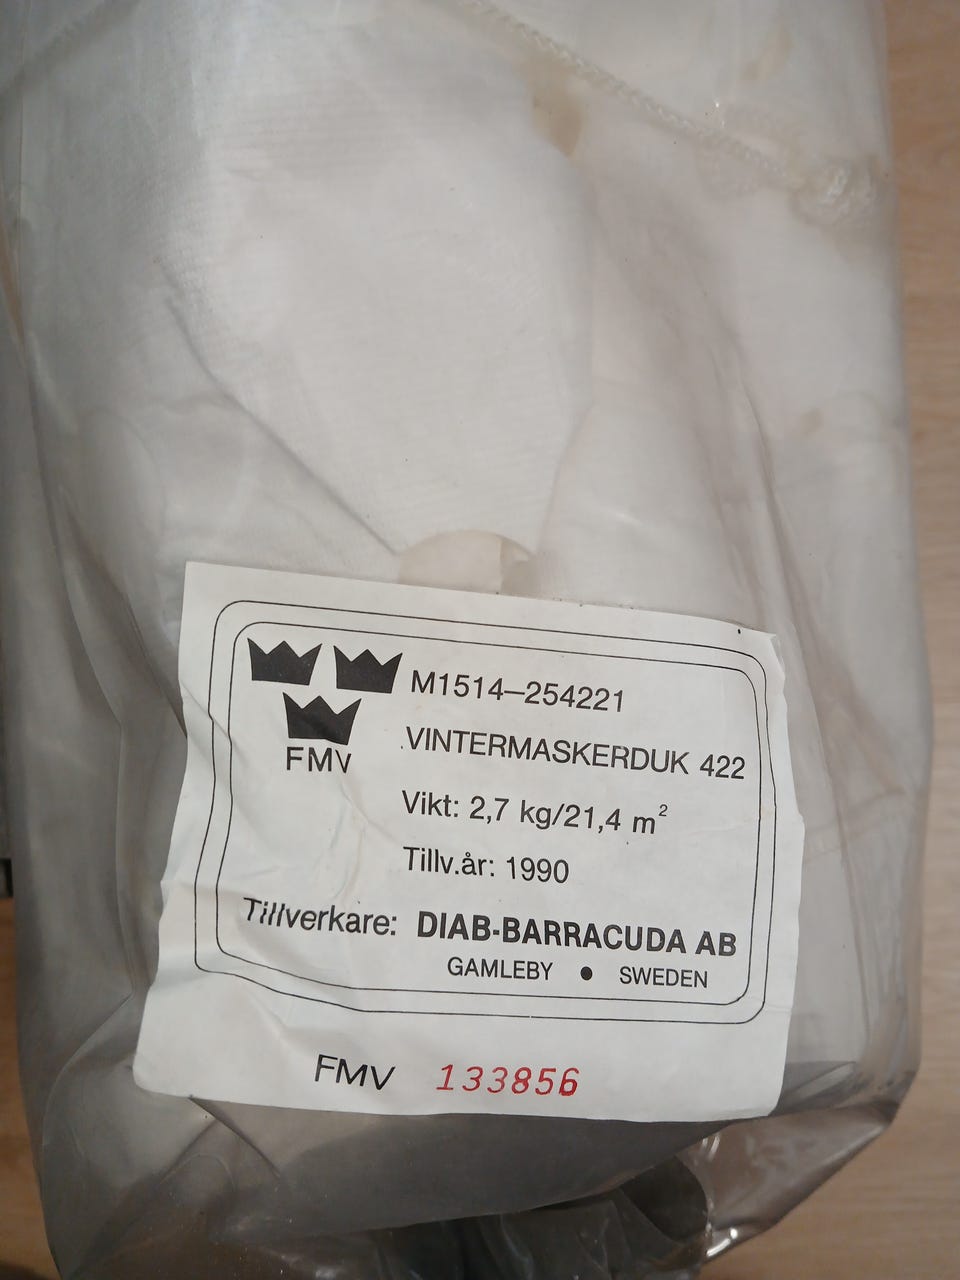 M1514–254221
FMV
VINTERMASKERDUK 422
Vikt: 2,7 kg/21,4 m²
Tillv.år: 1990
Tillverkare: DIAB-BARRACUDA AB
GAMLEBY • SWEDEN
FMV 133856